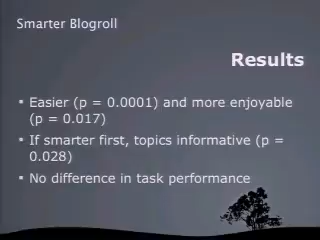 Smarter Blogroll
Results
Easier (p = 0.0001) and more enjoyable
(p = 0.017)
If smarter first, topics informative (p =
0.028)
No difference in task performance